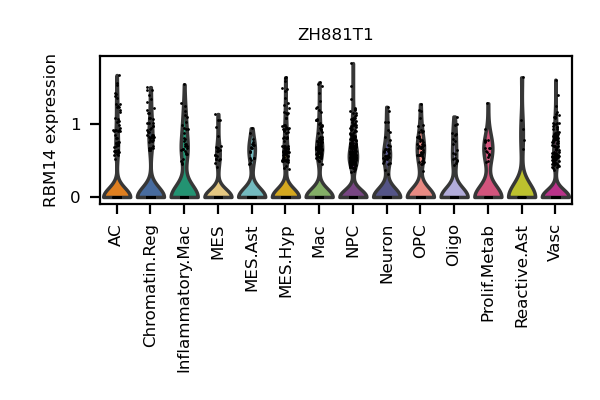 ZH881T1
RBM14 expression
1
0
AC
Chromatin.Reg
Inflammatory.Mac
MES
MES.Ast
MES.Hyp
Mac
NPC
Neuron
OPC
Oligo
Prolif.Metab
Reactive.Ast
Vasc